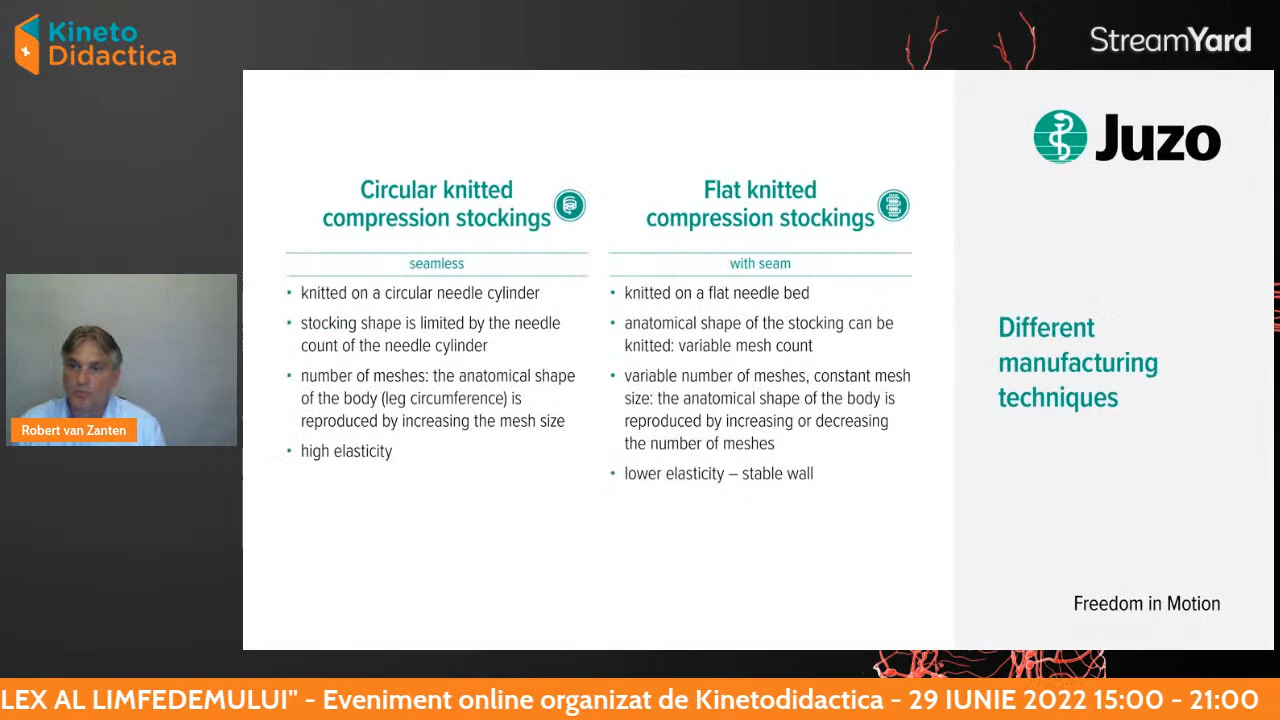 Kineto
Didactica
StreamYard
Juzo
Circular knitted
compression stockings
seamless
• knitted on a circular needle cylinder
• stocking shape is limited by the needle
count of the needle cylinder
• number of meshes: the anatomical shape
of the body (leg circumference) is
reproduced by increasing the mesh size
• high elasticity
Flat knitted
compression stockings
with seam
• knitted on a flat needle bed
• anatomical shape of the stocking can be
knitted: variable mesh count
• variable number of meshes, constant mesh
size: the anatomical shape of the body is
reproduced by increasing or decreasing
the number of meshes
• lower elasticity – stable wall
Different
manufacturing
techniques
Robert van Zanten
Freedom in Motion
LEX AL LIMFEDEMULUI" - Eveniment online organizat de Kinetodidactica - 29 IUNIE 2022 15:00 - 21:00